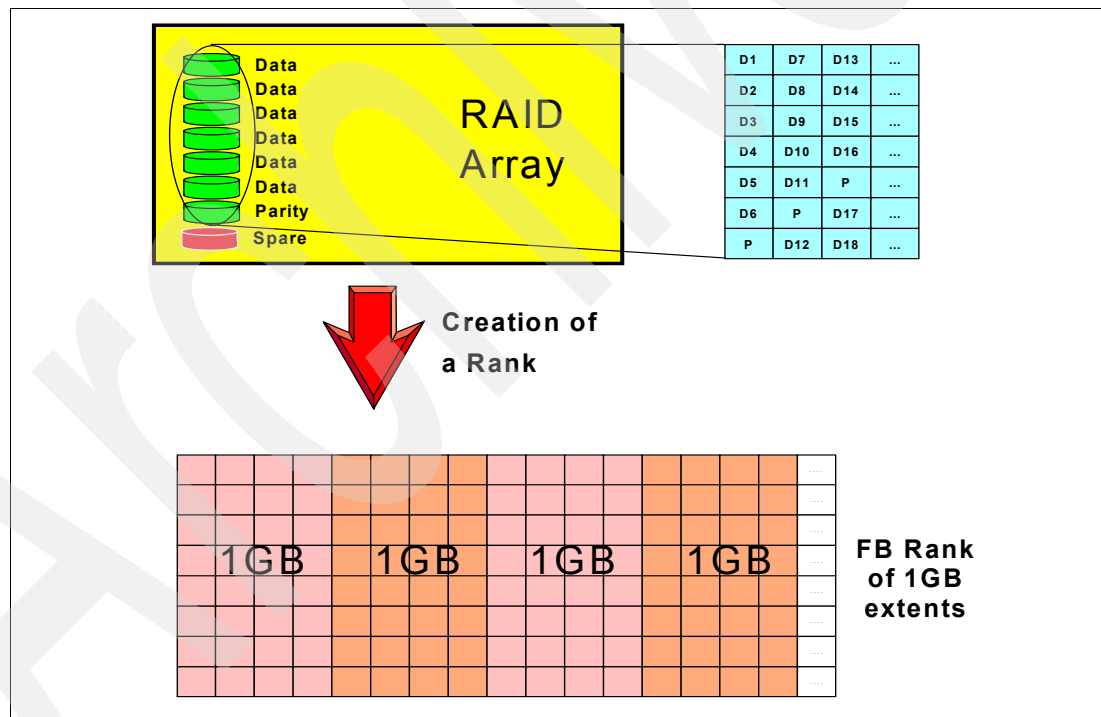 Data
Data
Data
Data
Data
Data
Parity
Spare
RAID
Array
D1 D7 D13 ...
D2 D8 D14 ...
D3 D9 D15 ...
D4 D10 D16 ...
D5 D11 P ...
D6 P D17 ...
P D12 D18 ...
Creation of
a Rank
1GB 1GB 1GB 1GB
....
....
....
....
....
....
....
....
FB Rank
of 1GB
extents